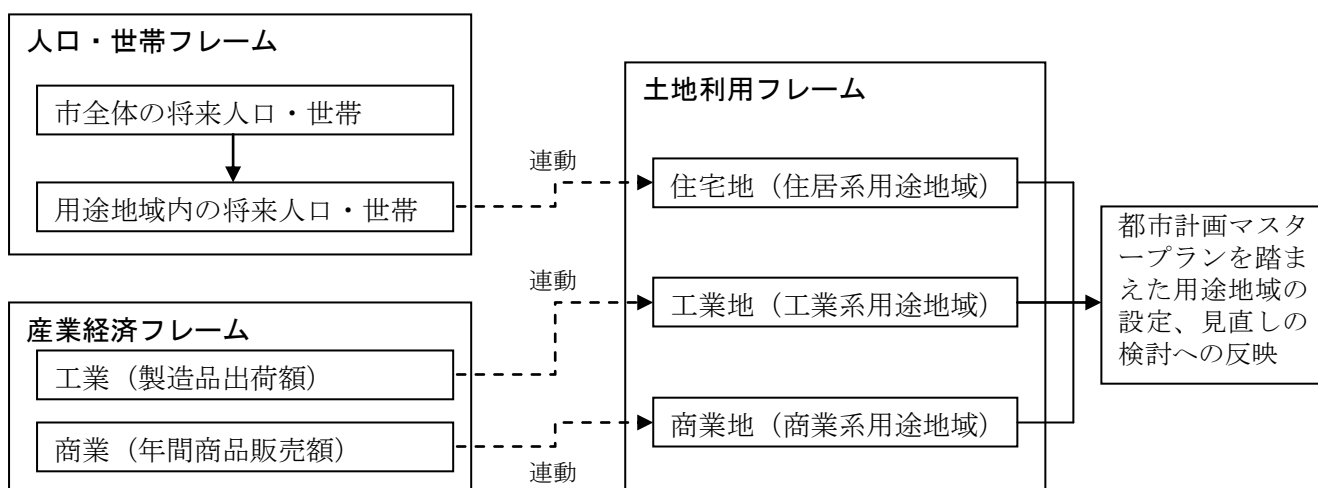 人口・世帯フレーム
市全体の将来人口・世帯
用途地域内の将来人口・世帯
産業経済フレーム
工業（製造品出荷額）
商業（年間商品販売額）
連動
連動
連動
土地利用フレーム
住宅地（住居系用途地域）
工業地（工業系用途地域）
商業地（商業系用途地域）
都市計画マスタ
ープランを踏ま
えた用途地域の
設定、見直しの
検討への反映